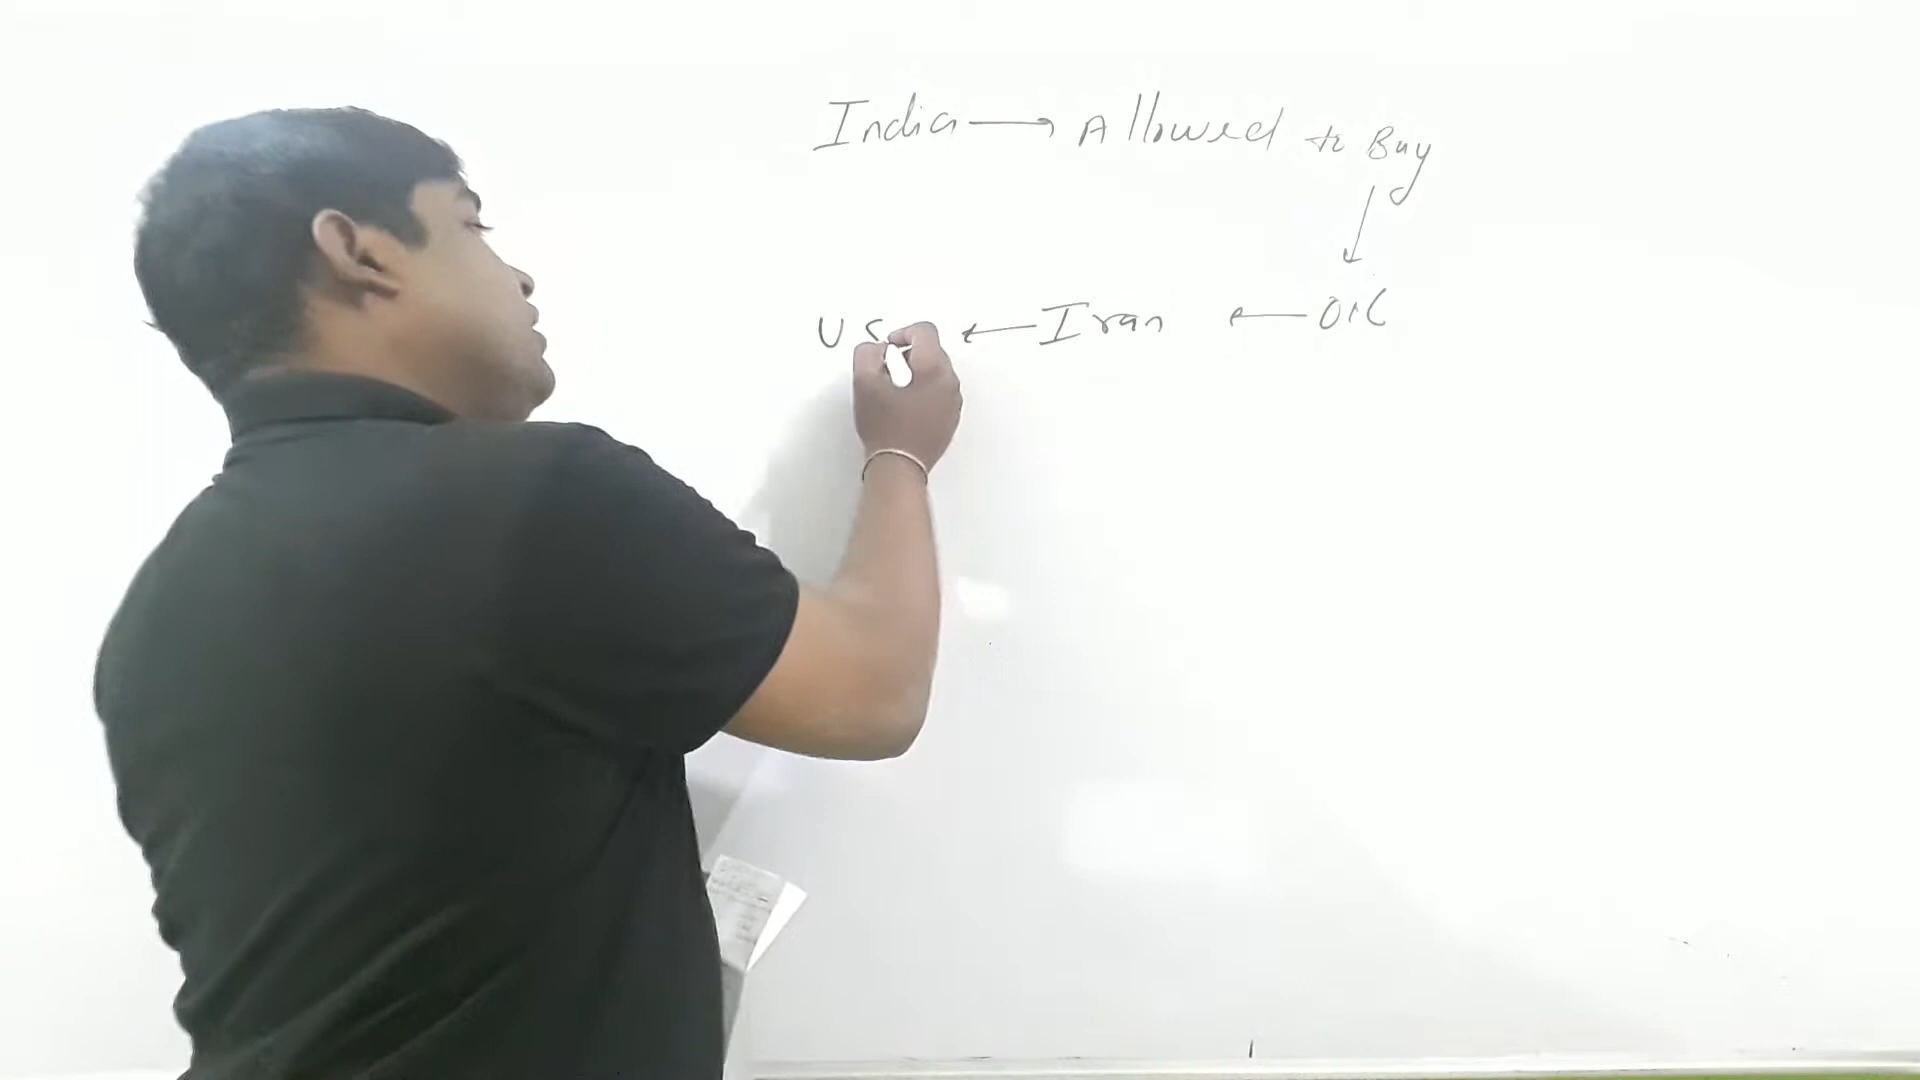 India → Allowed to Buy
↓
US ← Iran ← OIL